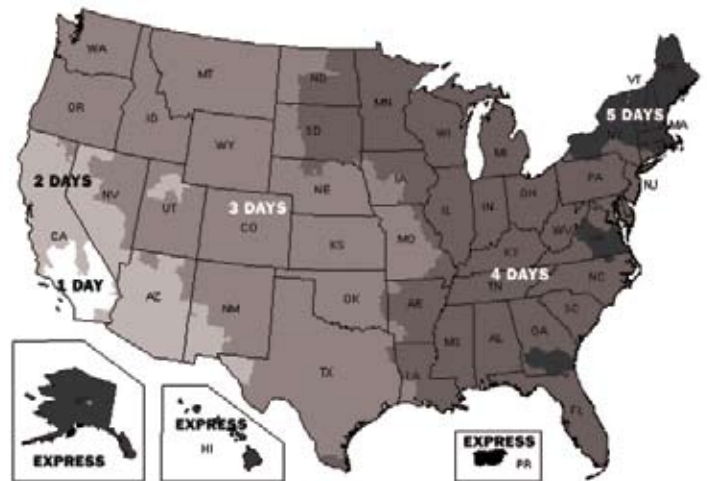 WA
MT
ND
MN
VT
OR
ID
SD
WI
MI
5 DAYS
MA
WY
2 DAYS
NV
NE
IA
PA
NJ
UT
3 DAYS
CO
IL
IN
OH
CA
KS
MO
KY
WV
1 DAY
AZ
NM
OK
AR
4 DAYS
TN
NC
SC
TX
LA
MS
AL
GA
FL
EXPRESS
EXPRESS
HI
EXPRESS
PR